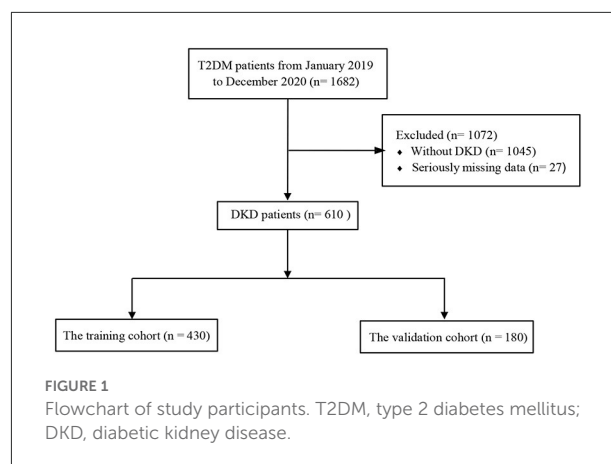 T2DM patients from January 2019
to December 2020 (n= 1682)
Excluded (n= 1072)
♦ Without DKD (n= 1045)
♦ Seriously missing data (n= 27)
DKD patients (n= 610 )
The training cohort (n = 430)
The validation cohort (n = 180)
FIGURE 1
Flowchart of study participants. T2DM, type 2 diabetes mellitus;
DKD, diabetic kidney disease.